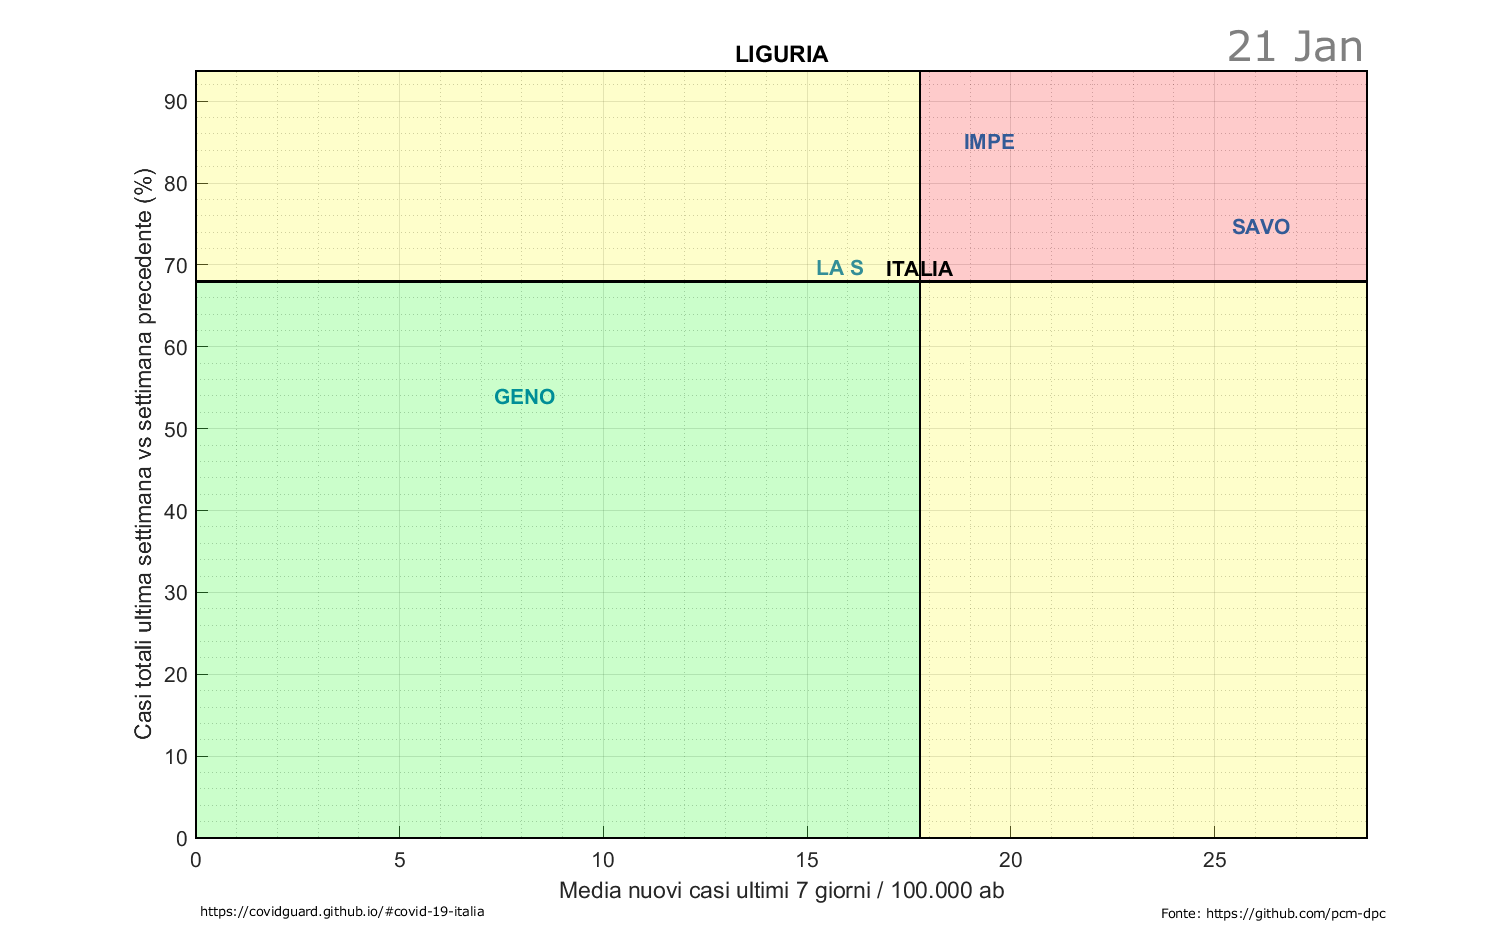 21 Jan
LIGURIA
Casi totali ultima settimana vs settimana precedente (%)
90
80
70
60
50
40
30
20
10
0
IMPE
SAVO
LA S
ITALIA
GENO
0 5 10 15 20 25
Media nuovi casi ultimi 7 giorni / 100.000 ab
https://covidguard.github.io/#covid-19-italia
Fonte: https://github.com/pcm-dpc